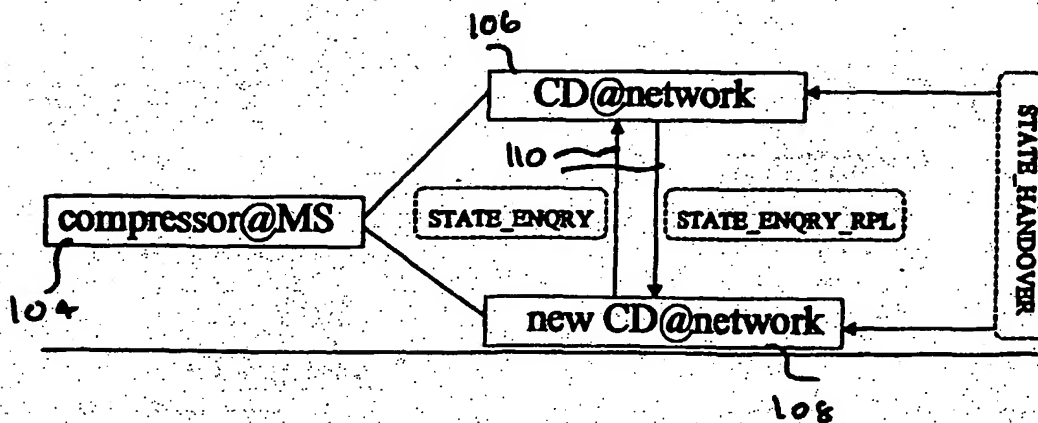 106
CD@network
110
STATE_HANDOVER
compressor@MS
STATE_ENQRY
STATE_ENQRY_RPL
104
new CD@network
108